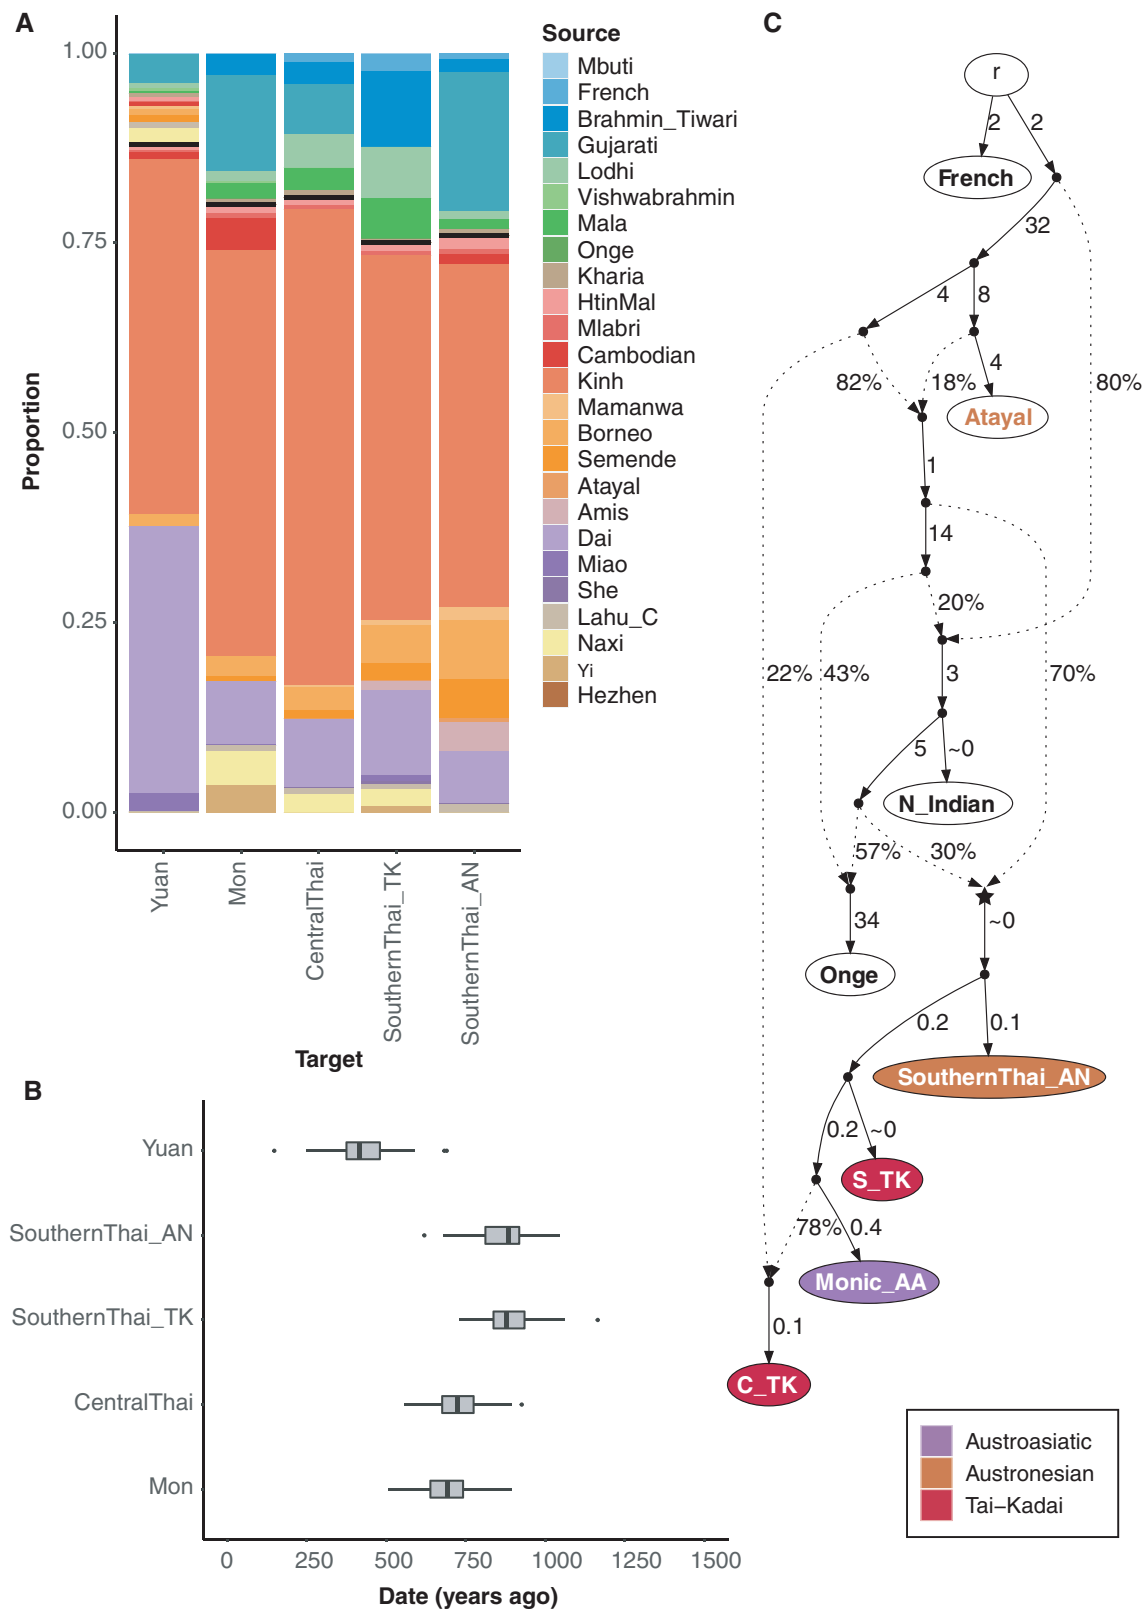 A
1.00
0.75
0.50
0.25
0.00
Proportion
Yuan
Mon
CentralThai
SouthernThai_TK
SouthernThai_AN
Target
Source
Mbuti
French
Brahmin_Tiwari
Gujarati
Lodhi
Vishwabrahmin
Mala
Onge
Kharia
HtinMal
Mlabri
Cambodian
Kinh
Mamanwa
Borneo
Semende
Atayal
Amis
Dai
Miao
She
Lahu_C
Naxi
Yi
Hezhen
B
Yuan
SouthernThai_AN
SouthernThai_TK
CentralThai
Mon
0 250 500 750 1000 1250 1500
Date (years ago)
C
r
2 2
French
32
4 8
4
82% 18% 80%
Atayal
1
14
20%
22% 43% 3 70%
5 ~0
N_Indian
57% 30%
34 ~0
Onge
0.2 0.1
SouthernThai_AN
0.2 ~0
S_TK
78% 0.4
Monic_AA
0.1
C_TK
Austroasiatic
Austronesian
Tai−Kadai